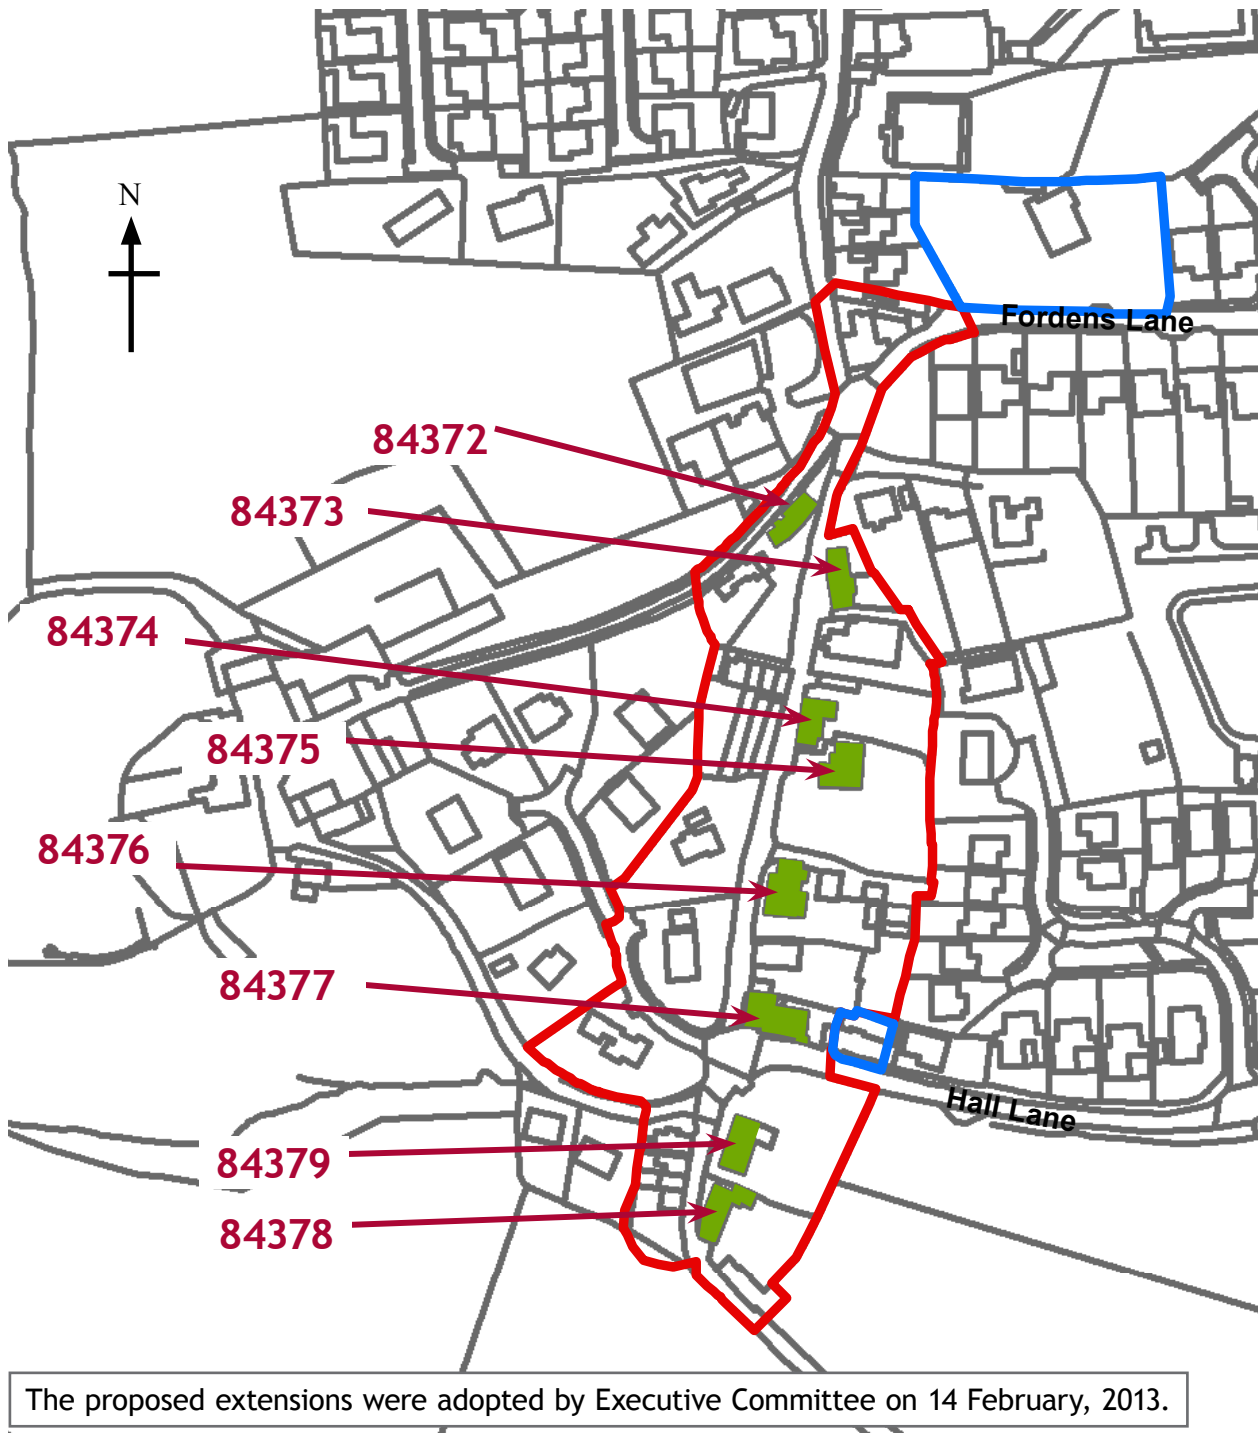 N
Fordens Lane
84372
84373
84374
84375
84376
84377
Hall Lane
84379
84378
The proposed extensions were adopted by Executive Committee on 14 February, 2013.